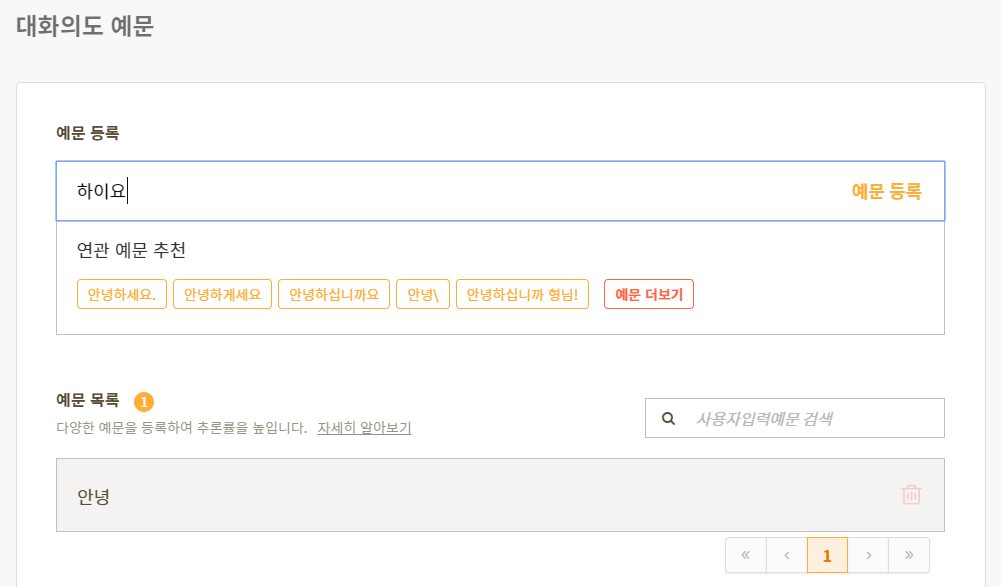 대화의도 예문
예문 등록
하이요 예문 등록
연관 예문 추천
안녕하세요. 안녕하게세요 안녕하십니까요 안녕\ 안녕하십니까 형님! 예문 더보기
예문 목록 1
다양한 예문을 등록하여 추론률을 높입니다. 자세히 알아보기
사용자입력예문 검색
안녕
« ‹ 1 › »